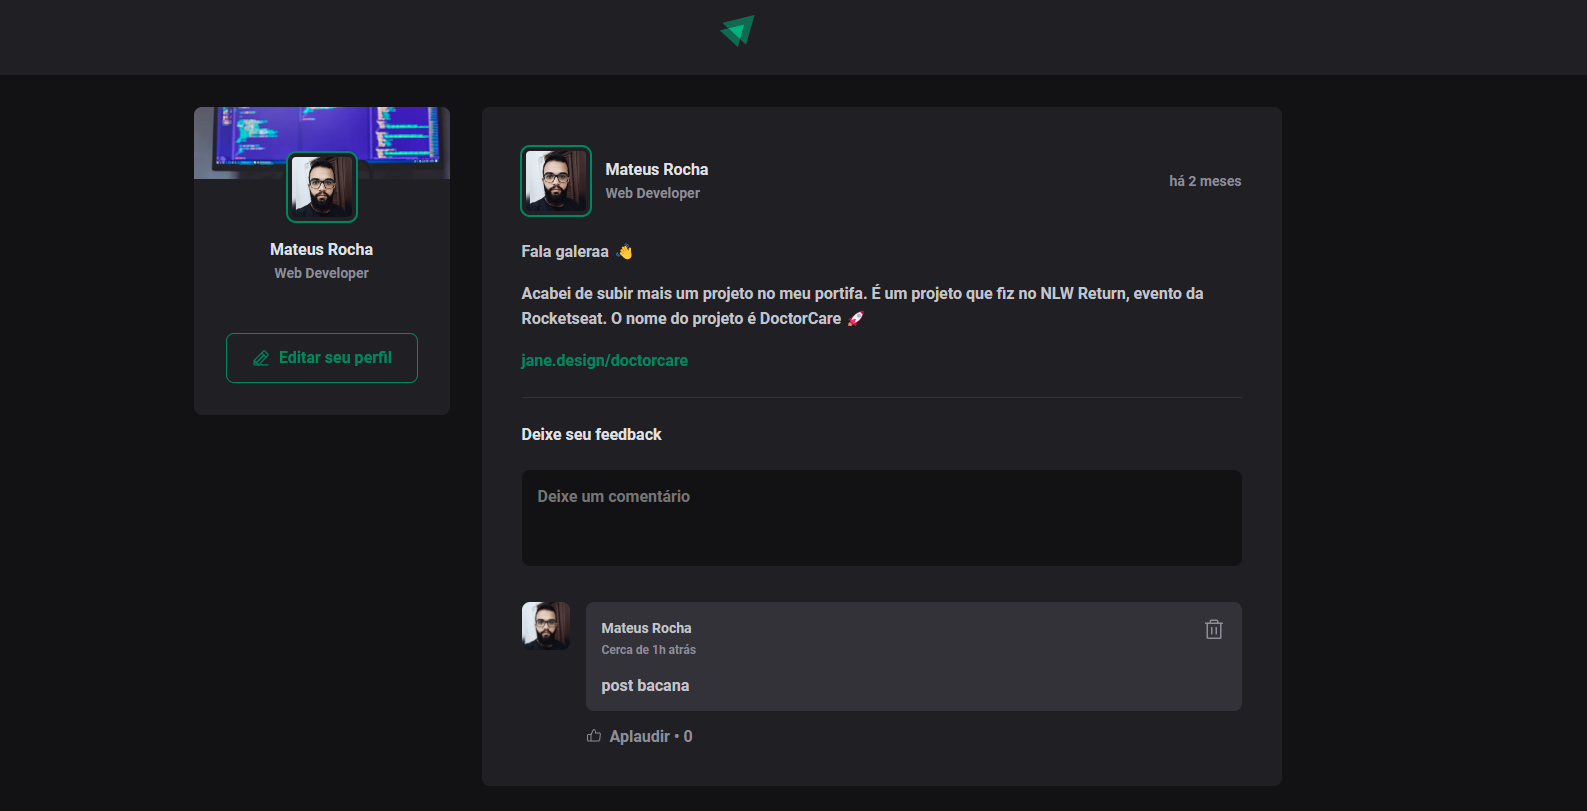 Mateus Rocha
Web Developer
Editar seu perfil
Mateus Rocha
Web Developer
há 2 meses
Fala galeraa 👋
Acabei de subir mais um projeto no meu portifa. É um projeto que fiz no NLW Return, evento da
Rocketseat. O nome do projeto é DoctorCare 🚀
jane.design/doctorcare
Deixe seu feedback
Deixe um comentário
Mateus Rocha
Cerca de 1h atrás
post bacana
Aplaudir • 0